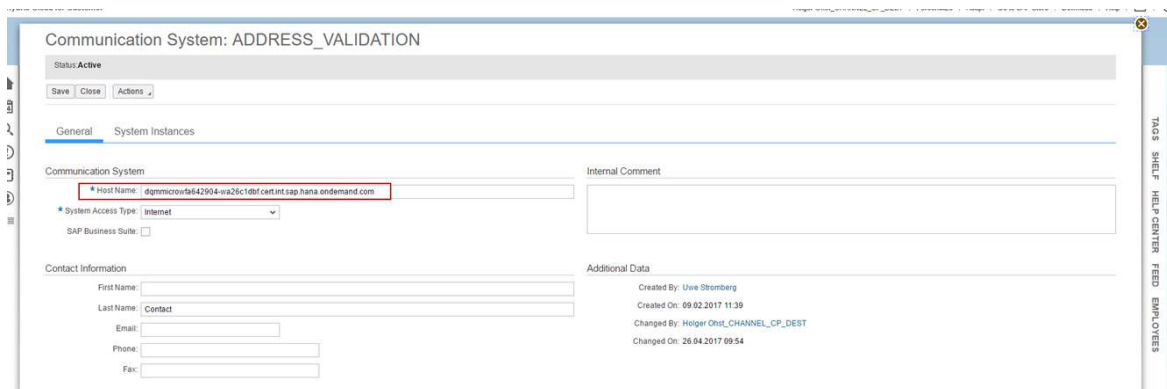 Communication System: ADDRESS_VALIDATION
Status:Active
Save Close Actions
General System Instances
Communication System
* Host Name: dqmmicrowfa642904-wa26c1dbf.cert.int.sap.hana.ondemand.com
* System Access Type: Internet
SAP Business Suite:
Internal Comment
Contact Information
First Name:
Last Name: Contact
Email:
Phone:
Fax:
Additional Data
Created By: Uwe Stromberg
Created On: 09.02.2017 11:39
Changed By: Holger Ohst_CHANNEL_CP_DEST
Changed On: 26.04.2017 09:54
TAGS
SHELF
HELP CENTER
FEED
EMPLOYEES